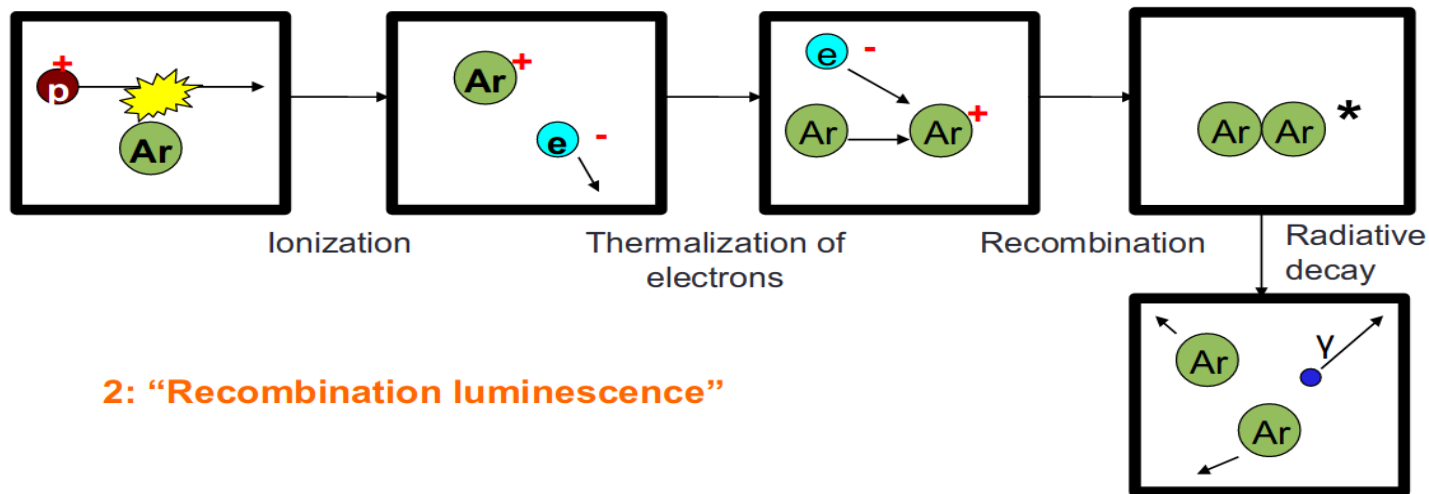 +
p
Ar
Ar +
e -
e -
Ar Ar +
Ar Ar *
Ionization
Thermalization of
electrons
Recombination
Radiative
decay
Ar
γ
Ar
2: “Recombination luminescence”